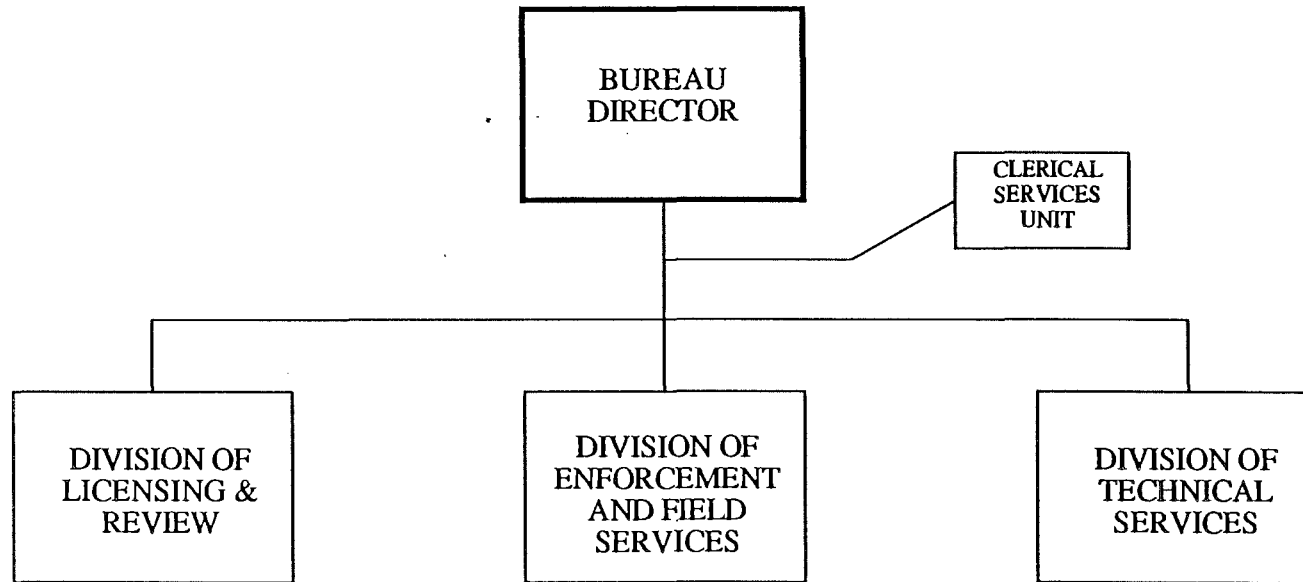 BUREAU
DIRECTOR
CLERICAL
SERVICES
UNIT
DIVISION OF
LICENSING &
REVIEW
DIVISION OF
ENFORCEMENT
AND FIELD
SERVICES
DIVISION OF
TECHNICAL
SERVICES